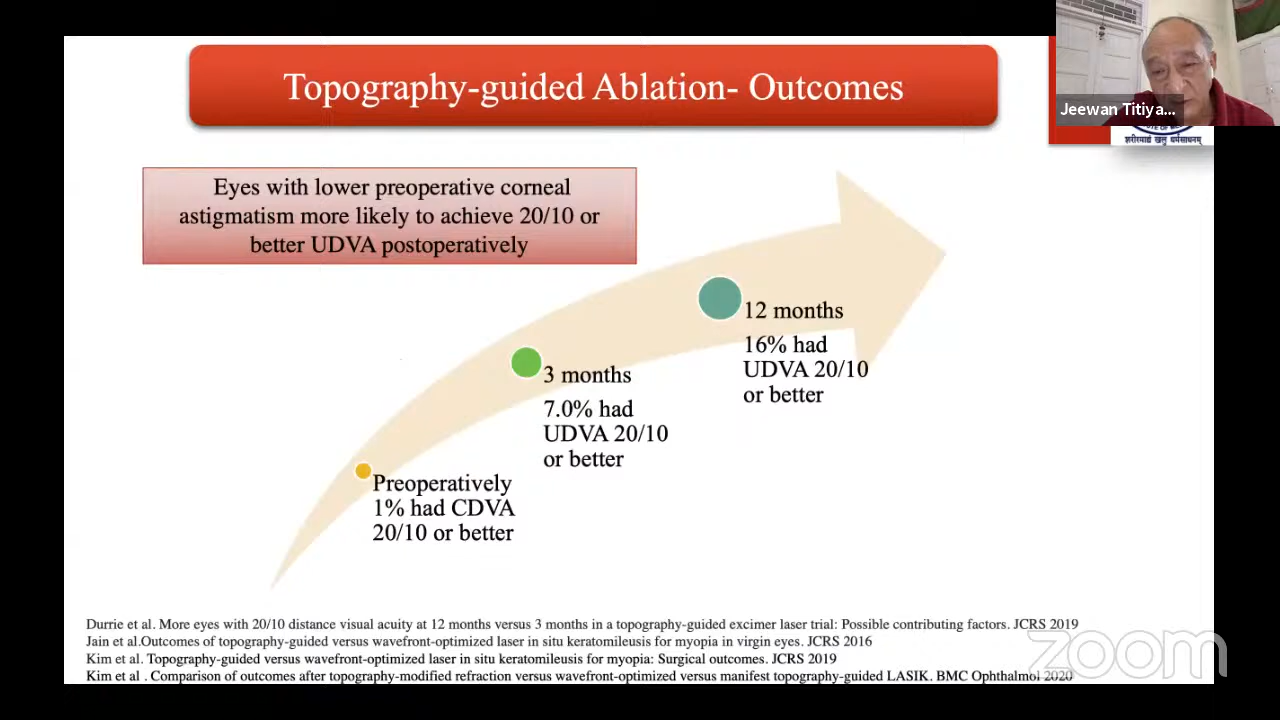 Topography-guided Ablation- Outcomes
Jeewan Titiya...
शरीरमाद्यं खलु धर्मसाधनम्
Eyes with lower preoperative corneal
astigmatism more likely to achieve 20/10 or
better UDVA postoperatively
12 months
16% had
UDVA 20/10
or better
3 months
7.0% had
UDVA 20/10
or better
Preoperatively
1% had CDVA
20/10 or better
Durrie et al. More eyes with 20/10 distance visual acuity at 12 months versus 3 months in a topography-guided excimer laser trial: Possible contributing factors. JCRS 2019
Jain et al.Outcomes of topography-guided versus wavefront-optimized laser in situ keratomileusis for myopia in virgin eyes. JCRS 2016
Kim et al. Topography-guided versus wavefront-optimized laser in situ keratomileusis for myopia: Surgical outcomes. JCRS 2019
Kim et al . Comparison of outcomes after topography-modified refraction versus wavefront-optimized versus manifest topography-guided LASIK. BMC Ophthalmol 2020
zoom